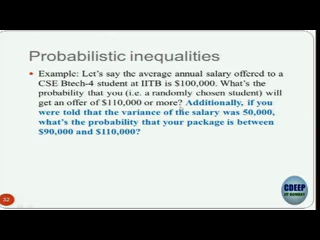 Probabilistic inequalities
• Example: Let's say the average annual salary offered to a
CSE Btech-4 student at IITB is $100,000. What's the
probability that you (i.e. a randomly chosen student) will
get an offer of $110,000 or more? Additionally, if you
were told that the variance of the salary was 50,000,
what's the probability that your package is between
$90,000 and $110,000?
32
CDEEP
IIT BOMBAY